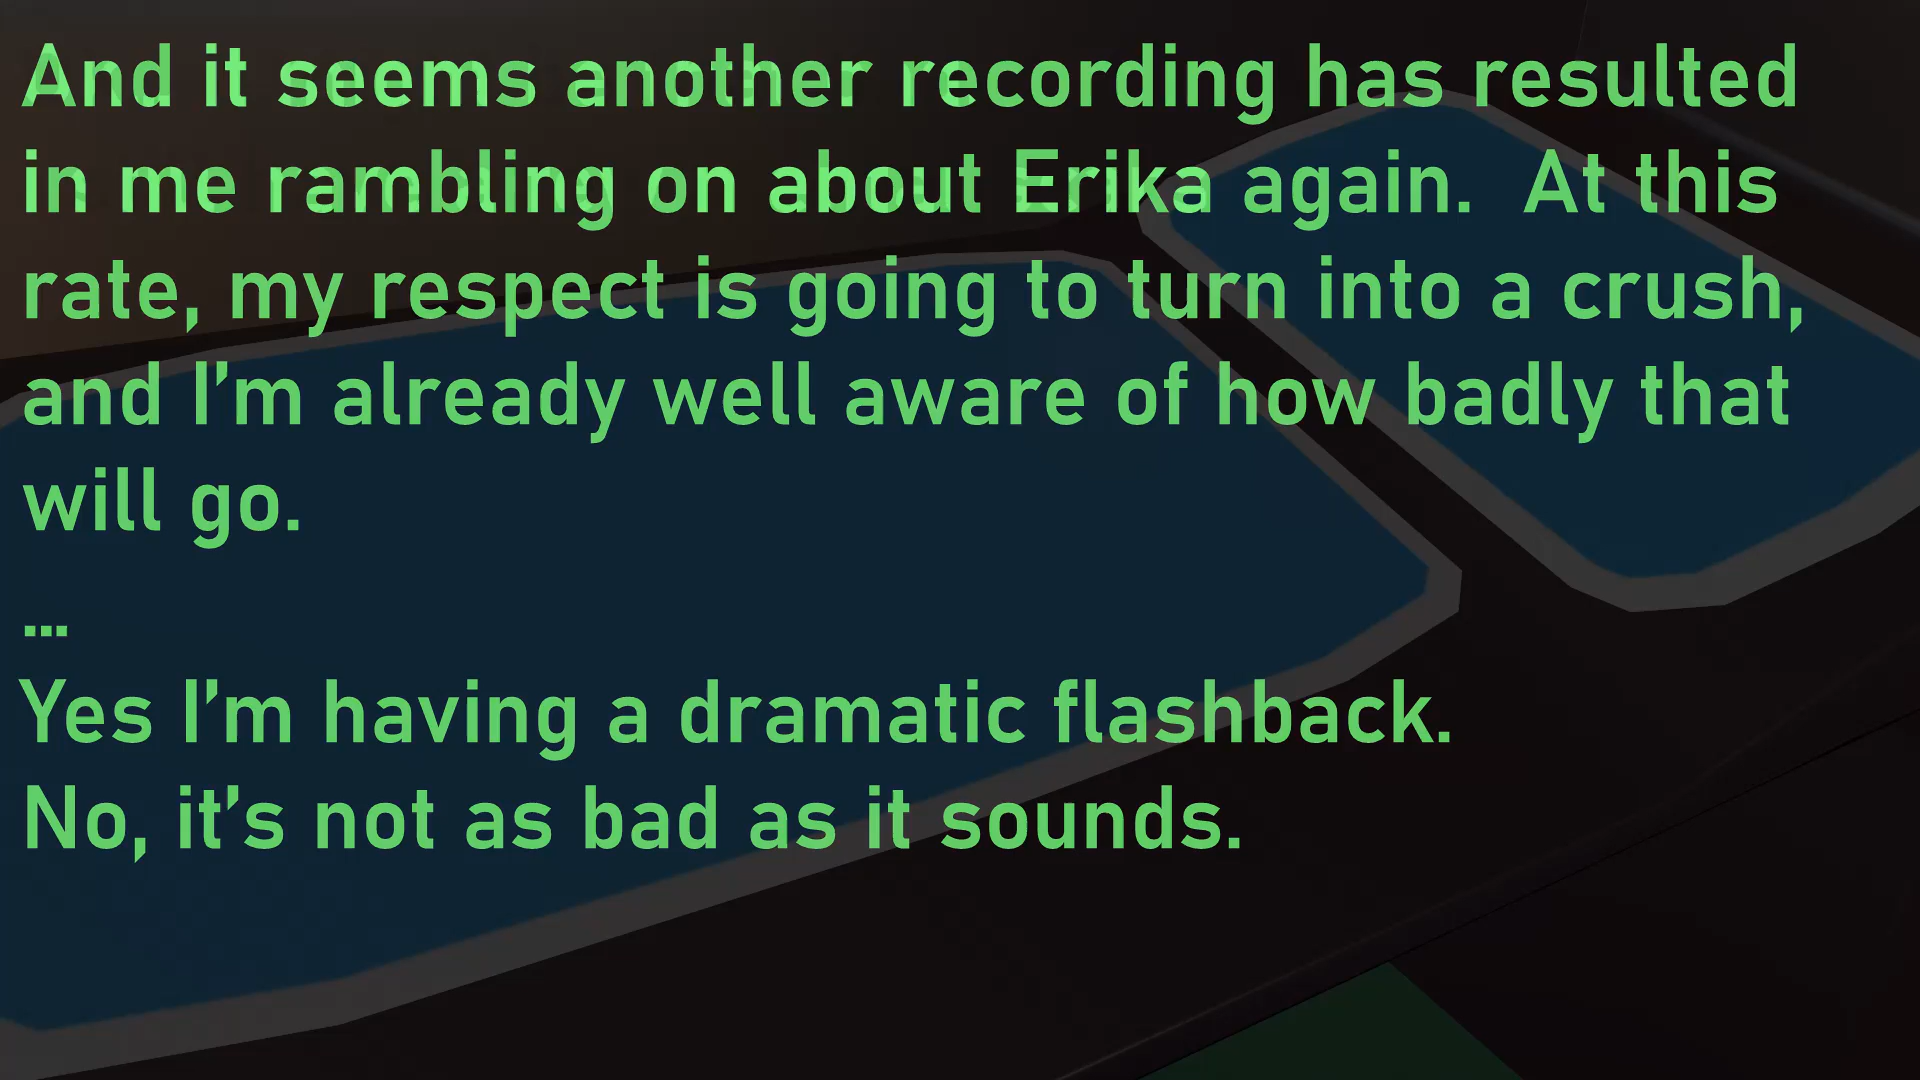 And it seems another recording has resulted
in me rambling on about Erika again.  At this
rate, my respect is going to turn into a crush,
and I’m already well aware of how badly that
will go.
...
Yes I’m having a dramatic flashback.
No, it’s not as bad as it sounds.